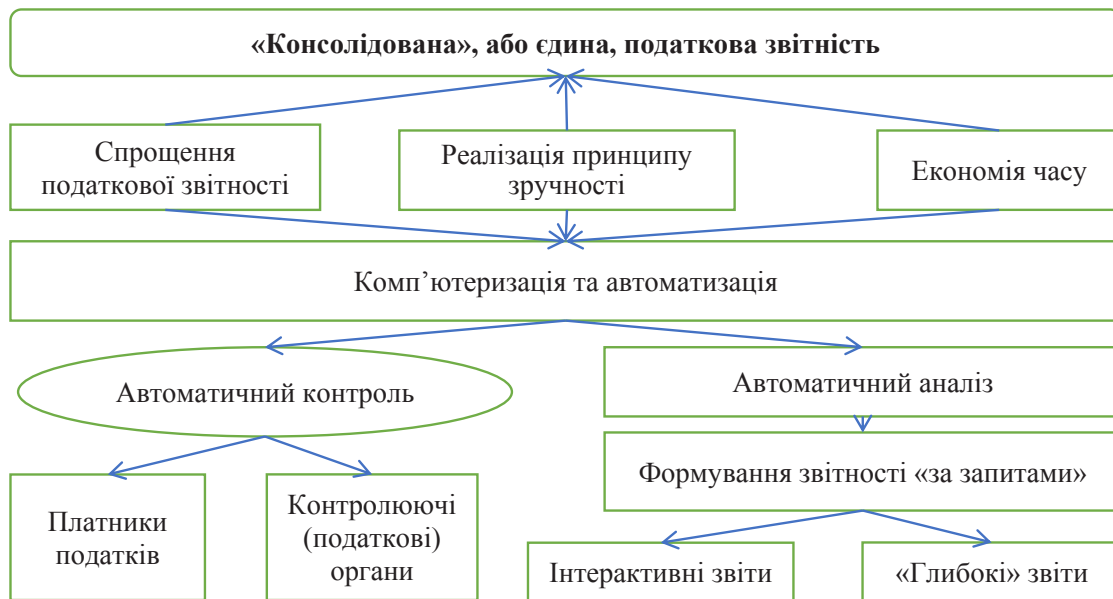 «Консолідована», або єдина, податкова звітність
Спрощення
податкової звітності
Реалізація принципу
зручності
Економія часу
Комп’ютеризація та автоматизація
Автоматичний контроль
Автоматичний аналіз
Формування звітності «за запитами»
Платники
податків
Контролюючі
(податкові)
органи
Інтерактивні звіти
«Глибокі» звіти